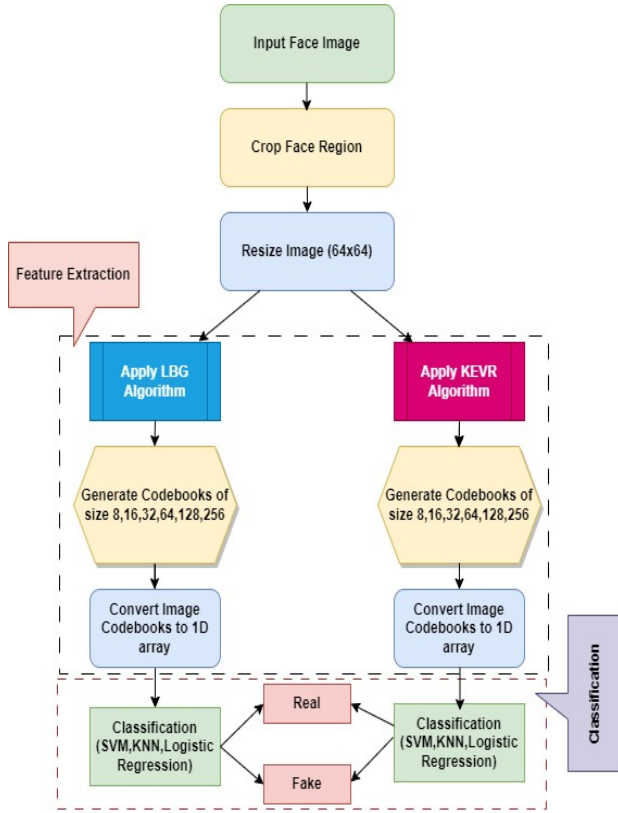 Input Face Image
Crop Face Region
Resize Image (64x64)
Feature Extraction
Apply LBG
Algorithm
Apply KEVR
Algorithm
Generate Codebooks of
size 8,16,32,64,128,256
Generate Codebooks of
size 8,16,32,64,128,256
Convert Image
Codebooks to 1D
array
Convert Image
Codebooks to 1D
array
Classification
Classification
(SVM,KNN,Logistic
Regression)
Real
Fake
Classification
(SVM,KNN,Logistic
Regression)